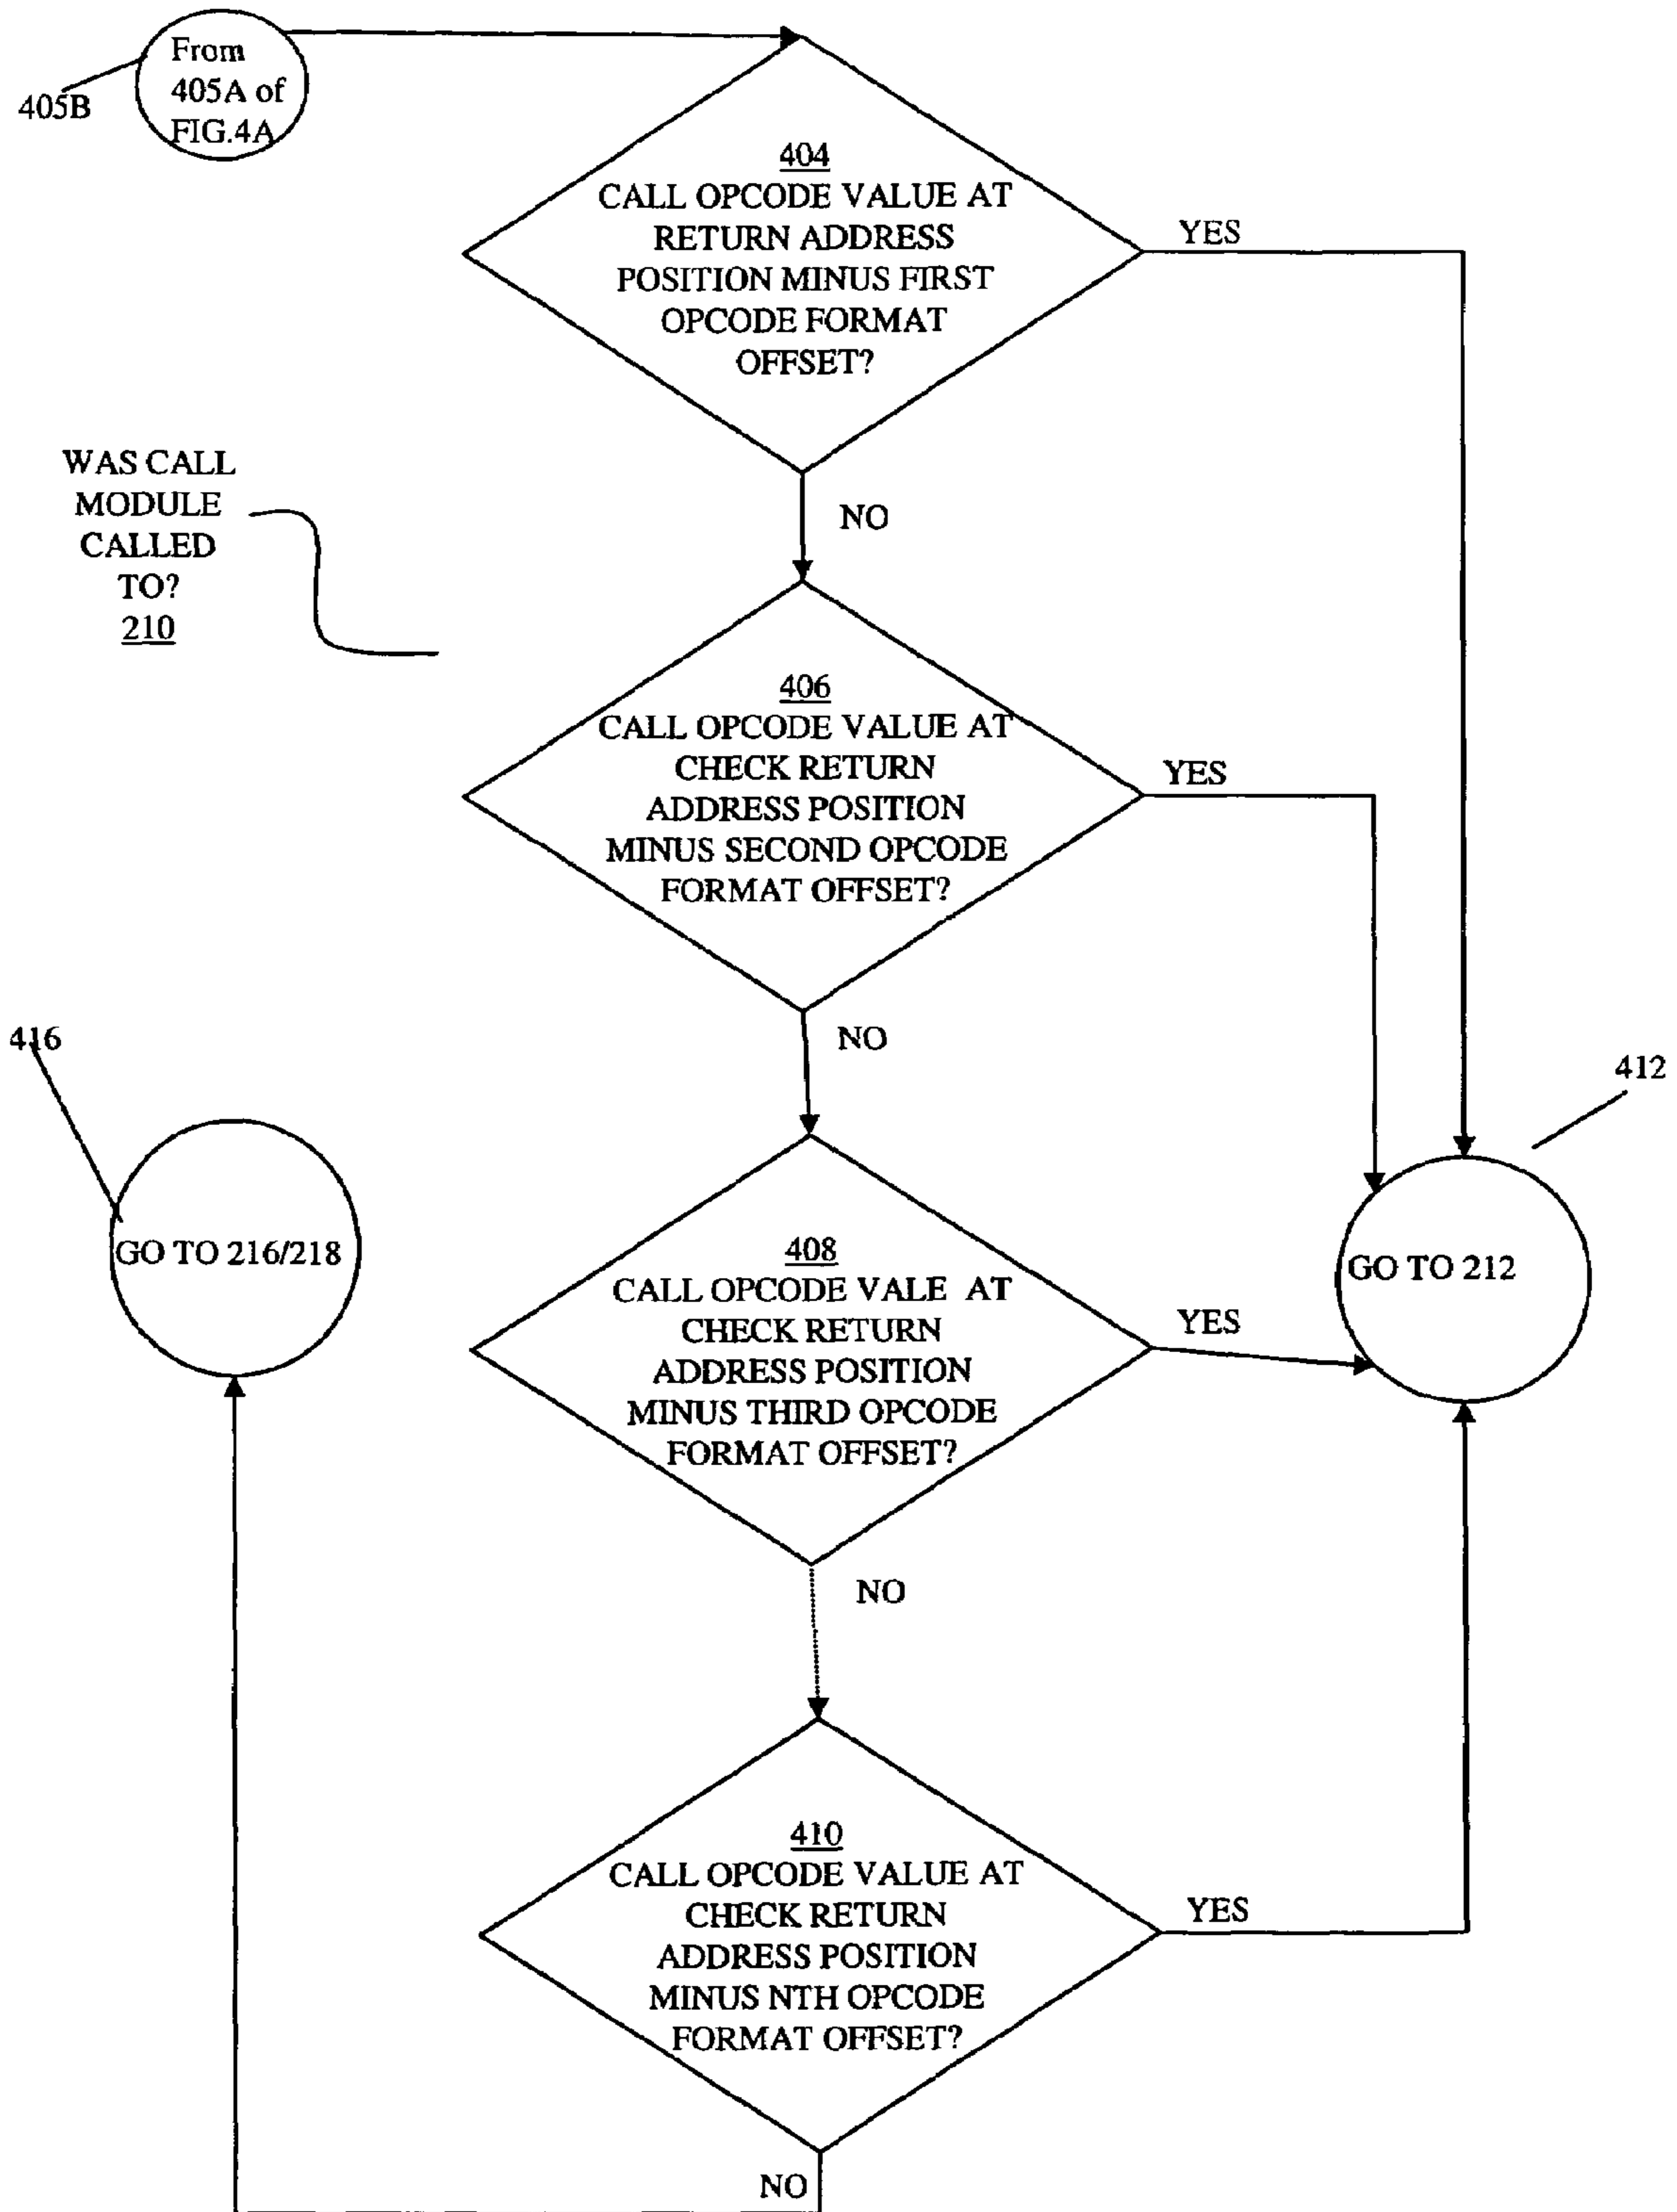 From
405A of
FIG.4A
405B
404
CALL OPCODE VALUE AT
RETURN ADDRESS
POSITION MINUS FIRST
OPCODE FORMAT
OFFSET?
YES
NO
WAS CALL
MODULE
CALLED
TO?
210
406
CALL OPCODE VALUE AT
CHECK RETURN
ADDRESS POSITION
MINUS SECOND OPCODE
FORMAT OFFSET?
YES
NO
416
GO TO 216/218
412
GO TO 212
408
CALL OPCODE VALE AT
CHECK RETURN
ADDRESS POSITION
MINUS THIRD OPCODE
FORMAT OFFSET?
YES
NO
410
CALL OPCODE VALUE AT
CHECK RETURN
ADDRESS POSITION
MINUS NTH OPCODE
FORMAT OFFSET?
YES
NO